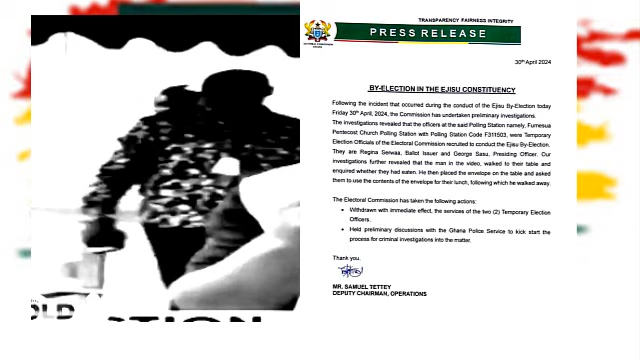 TRANSPARENCY FAIRNESS INTEGRITY
PRESS RELEASE
30th April 2024
BY-ELECTION IN THE EJISU CONSTITUENCY
Following the incident that occurred during the conduct of the Ejisu By-Election today
Friday 30th April, 2024, the Commission has undertaken preliminary investigations.
The investigations revealed that the officers at the said Polling Station namely, Fumesua
Pentecost Church Polling Station with Polling Station Code F311503, were Temporary
Election Officials of the Electoral Commission recruited to conduct the Ejisu By-Election.
They are Regina Serwaa, Ballot Issuer and George Sasu, Presiding Officer. Our
investigations further revealed that the man in the video, walked to their table and
enquired whether they had eaten. He then placed the envelope on the table and asked
them to use the contents of the envelope for their lunch, following which he walked away.
The Electoral Commission has taken the following actions:
• Withdrawn with immediate effect, the services of the two (2) Temporary Election
Officers.
• Held preliminary discussions with the Ghana Police Service to kick start the
process for criminal investigations into the matter.
Thank you.
MR. SAMUEL TETTEY
DEPUTY CHAIRMAN, OPERATIONS